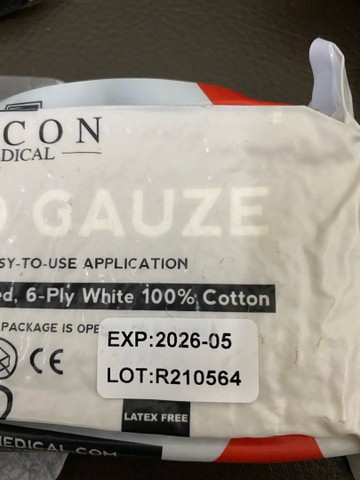 CON
DICAL
GAUZE
SY-TO-USE APPLICATION
ed, 6-Ply White 100% Cotton
PACKAGE IS OPE
EXP:2026-05
CE
LOT:R210564
LATEX FREE
MEDICAL.COM